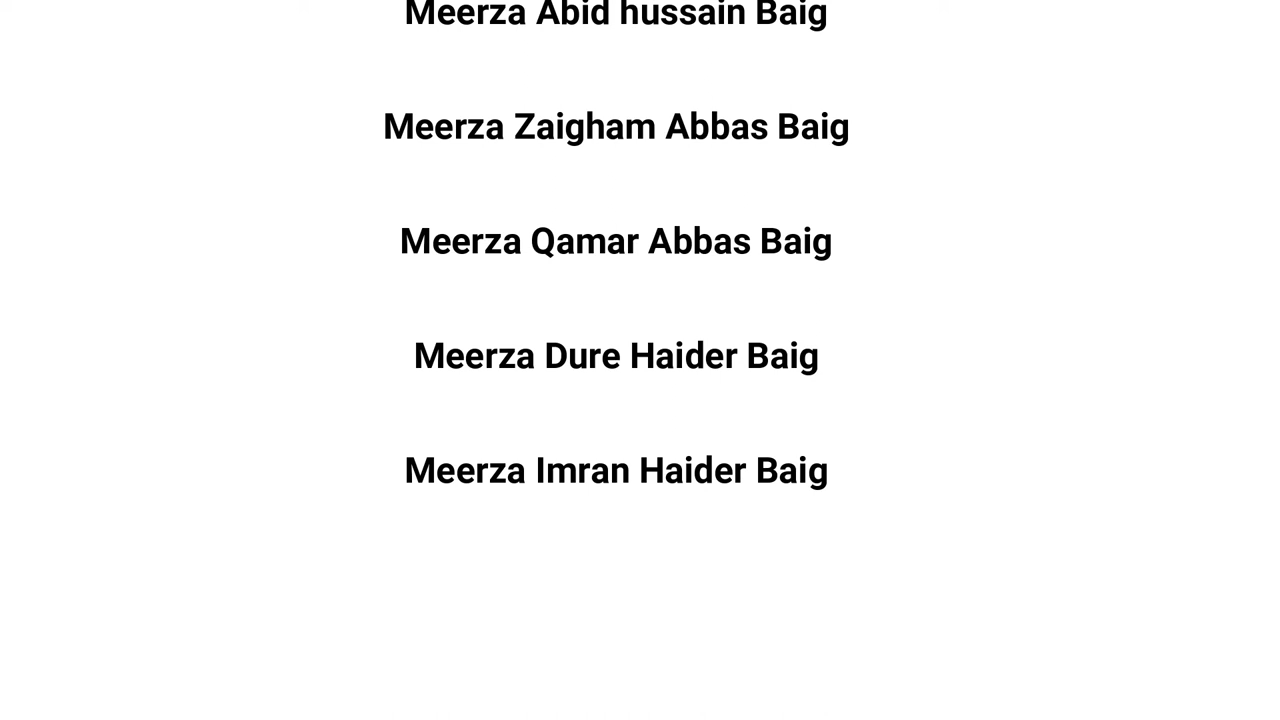 Meerza Abid hussain Baig
Meerza Zaigham Abbas Baig
Meerza Qamar Abbas Baig
Meerza Dure Haider Baig
Meerza Imran Haider Baig